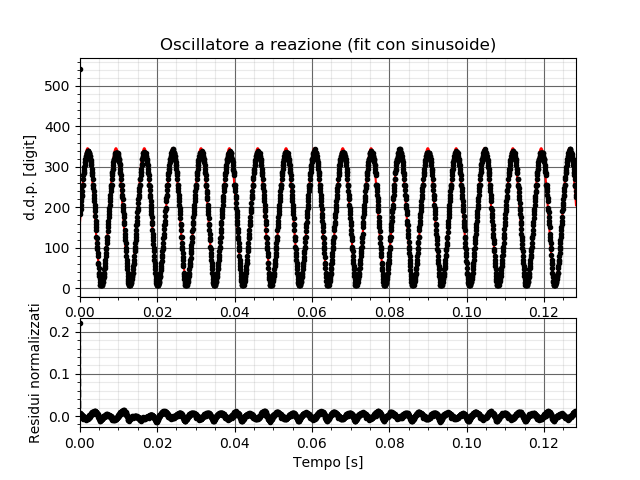 Oscillatore a reazione (fit con sinusoide)
d.d.p. [digit]
500
400
300
200
100
0
0.00 0.02 0.04 0.06 0.08 0.10 0.12
Residui normalizzati
0.2
0.1
0.0
0.00 0.02 0.04 0.06 0.08 0.10 0.12
Tempo [s]